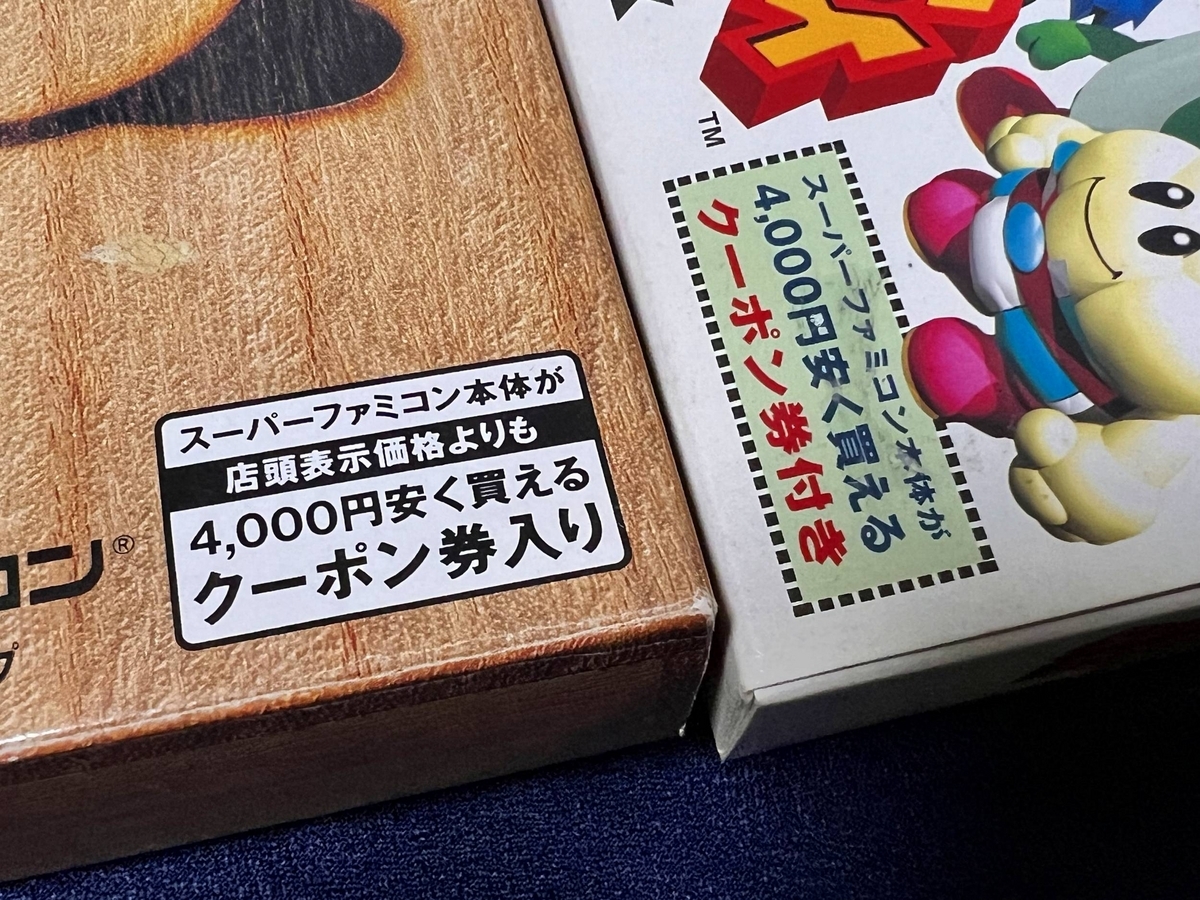 スーパーファミコン本体が
店頭表示価格よりも
4,000円安く買える
クーポン券入り
コン®
プ
TM
スーパーファミコン本体が
4,000円安く買える
クーポン券付き